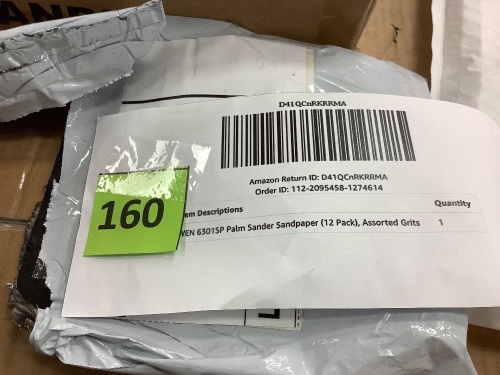 D41QCnRKRRMA
Amazon Return ID: D41QCnRKRRMA
Order ID: 112-2095458-1274614
160
em Descriptions Quantity
WEN 6301SP Palm Sander Sandpaper (12 Pack), Assorted Grits 1